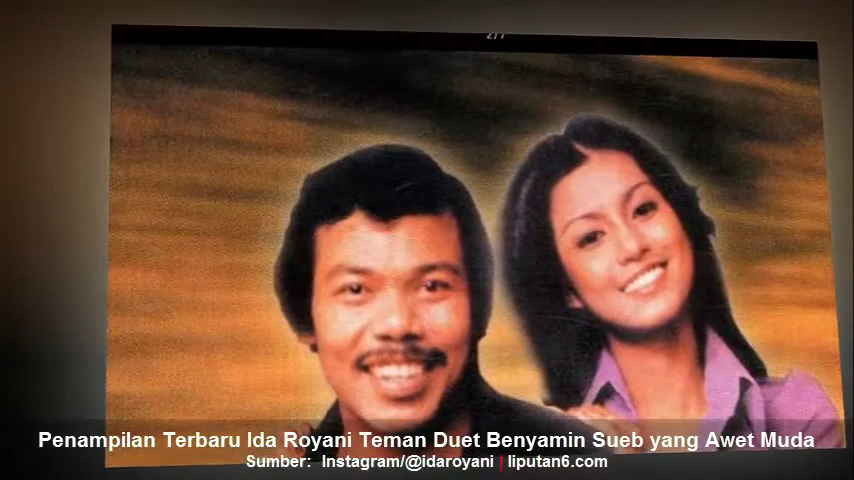 Penampilan Terbaru Ida Royani Teman Duet Benyamin Sueb yang Awet Muda
Sumber: Instagram/@idaroyani | liputan6.com